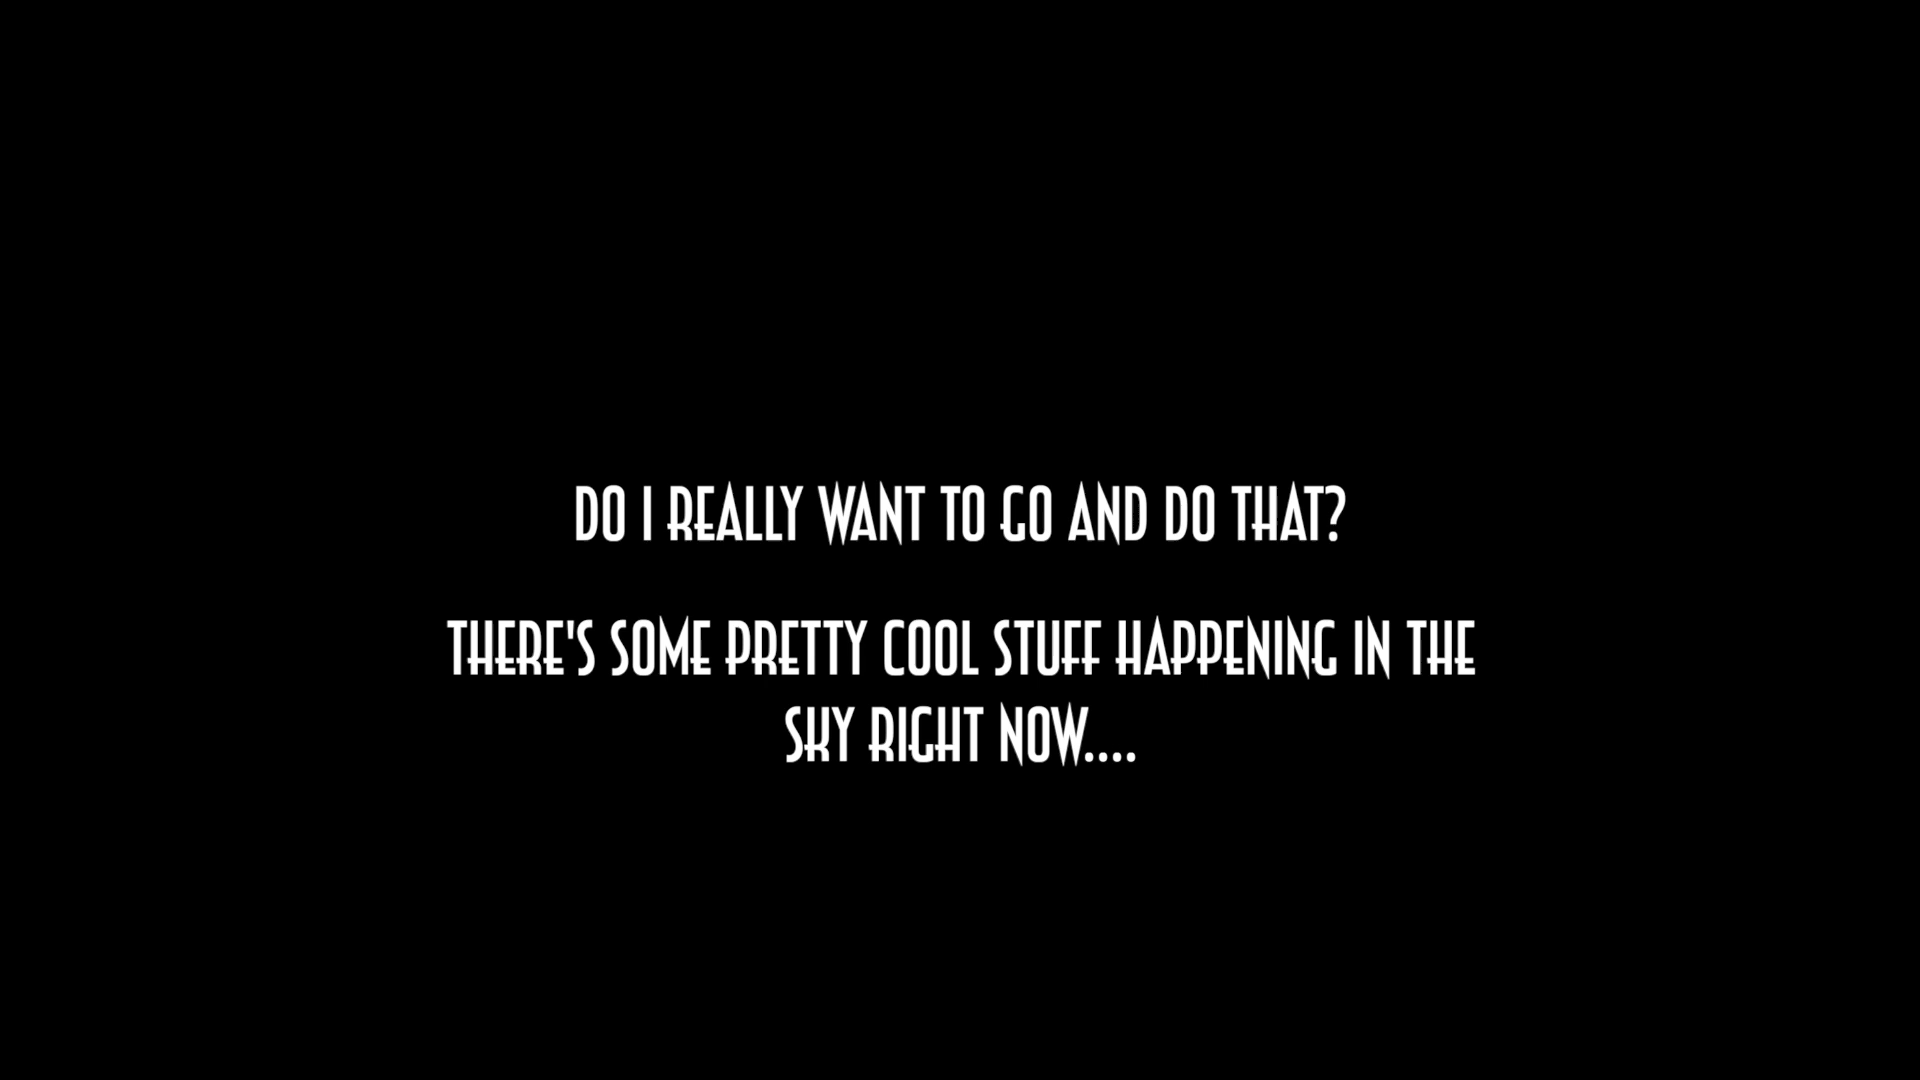 DO I REALLY WANT TO GO AND DO THAT?
THERE'S SOME PRETTY COOL STUFF HAPPENING IN THE
SKY RIGHT NOW....